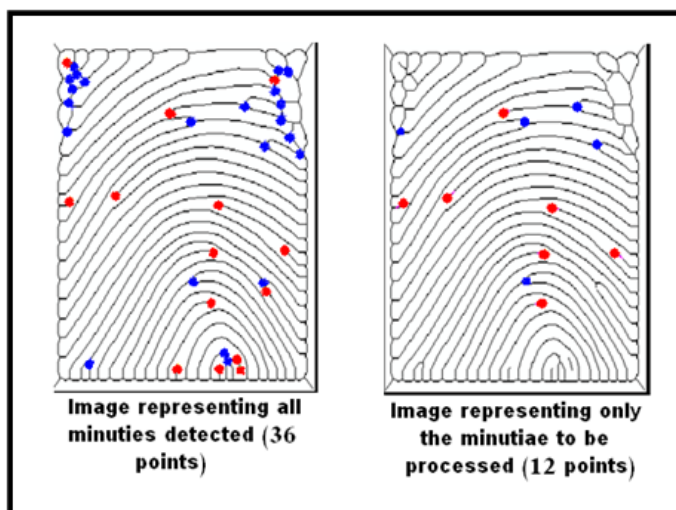 Image representing all
minuties detected (36
points)
Image representing only
the minutiae to be
processed (12 points)